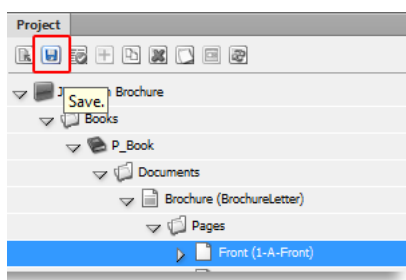 Project
Brochure
Save.
Books
P_Book
Documents
Brochure (BrochureLetter)
Pages
Front (1-A-Front)